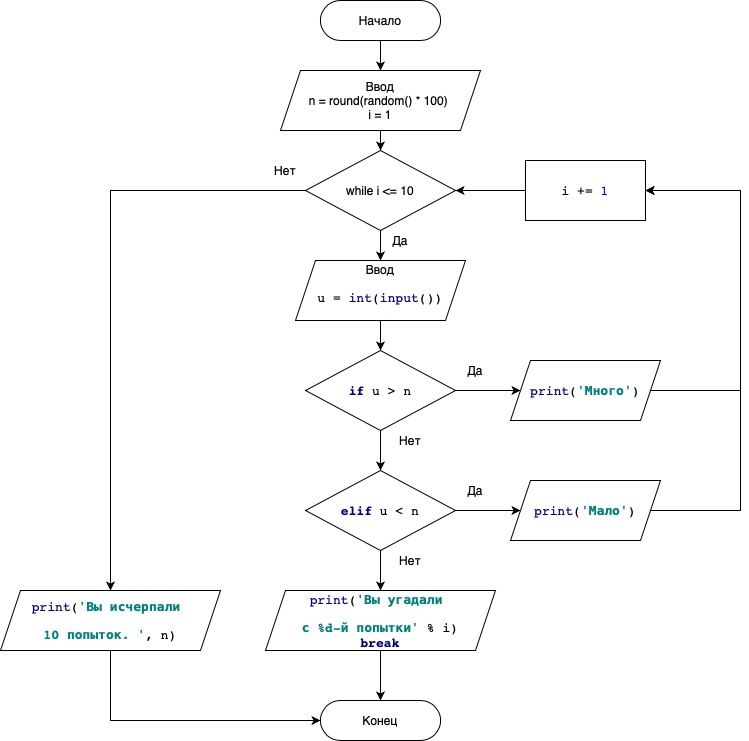 Начало
Ввод
n = round(random() * 100)
i = 1
Нет
while i <= 10
i += 1
Да
Ввод
u = int(input())
if u > n
Да
print('Много')
Нет
elif u < n
Да
print('Мало')
Нет
print('Вы исчерпали
10 попыток. ', n)
print('Вы угадали
с %d-й попытки' % i)
break
Конец